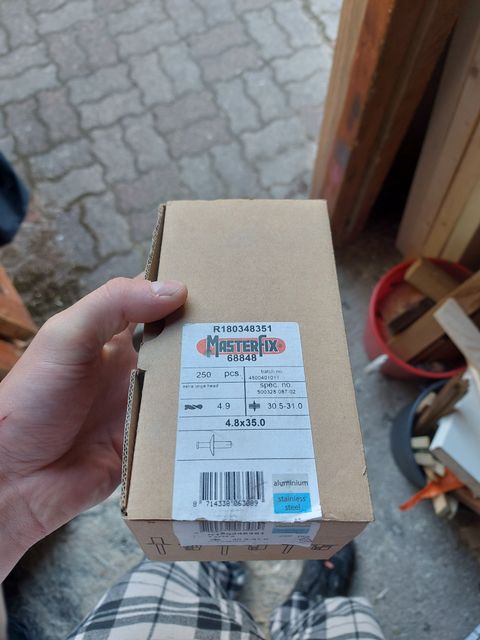 R180348351
MASTERFIX
68848
250 pcs.
batch no.
4500401011
extra large head
spec. no.
500328.087-02
4.9
30.5-31.0
4.8x35.0
aluminium
stainless
steel